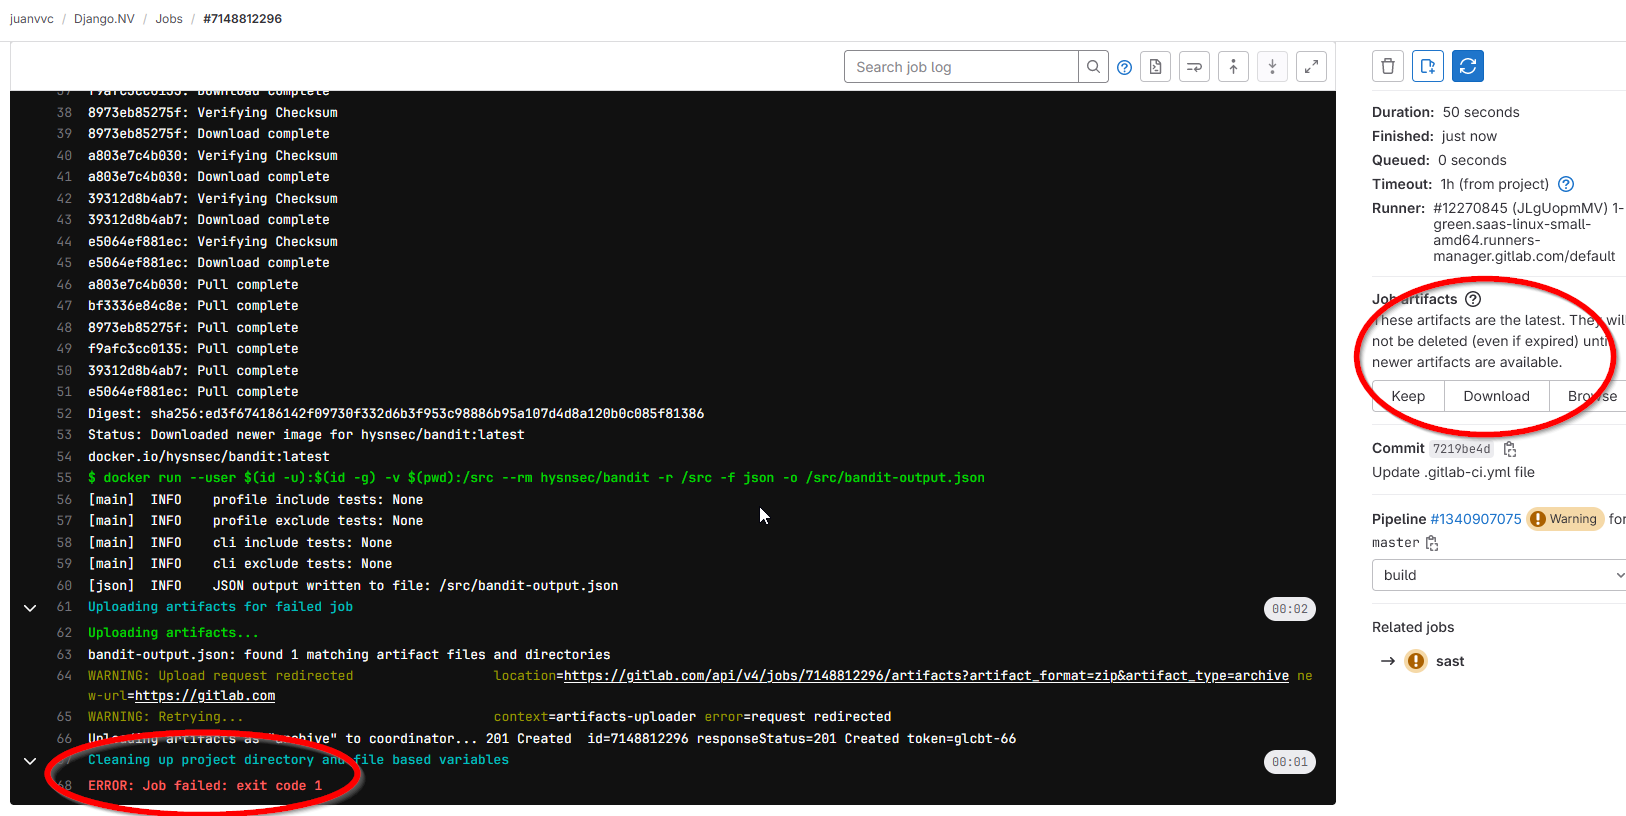 juanvvc / Django.NV / Jobs / #7148812296
Search job log
37 f9afc3cc0135: Download complete
38 8973eb85275f: Verifying Checksum
39 8973eb85275f: Download complete
40 a803e7c4b030: Verifying Checksum
41 a803e7c4b030: Download complete
42 39312d8b4ab7: Verifying Checksum
43 39312d8b4ab7: Download complete
44 e5064ef881ec: Verifying Checksum
45 e5064ef881ec: Download complete
46 a803e7c4b030: Pull complete
47 bf3336e84c8e: Pull complete
48 8973eb85275f: Pull complete
49 f9afc3cc0135: Pull complete
50 39312d8b4ab7: Pull complete
51 e5064ef881ec: Pull complete
52 Digest: sha256:ed3f674186142f09730f332d6b3f953c98886b95a107d4d8a120b0c085f81386
53 Status: Downloaded newer image for hysnsec/bandit:latest
54 docker.io/hysnsec/bandit:latest
55 $ docker run --user $(id -u):$(id -g) -v $(pwd):/src --rm hysnsec/bandit -r /src -f json -o /src/bandit-output.json
56 [main] INFO profile include tests: None
57 [main] INFO profile exclude tests: None
58 [main] INFO cli include tests: None
59 [main] INFO cli exclude tests: None
60 [json] INFO JSON output written to file: /src/bandit-output.json
61 Uploading artifacts for failed job 00:02
62 Uploading artifacts...
63 bandit-output.json: found 1 matching artifact files and directories
64 WARNING: Upload request redirected location=https://gitlab.com/api/v4/jobs/7148812296/artifacts?artifact_format=zip&artifact_type=archive ne
w-url=https://gitlab.com
65 WARNING: Retrying... context=artifacts-uploader error=request redirected
66 Uploading artifacts as "archive" to coordinator... 201 Created id=7148812296 responseStatus=201 Created token=glcbt-66
67 Cleaning up project directory and file based variables 00:01
68 ERROR: Job failed: exit code 1
Duration: 50 seconds
Finished: just now
Queued: 0 seconds
Timeout: 1h (from project)
Runner: #12270845 (JLgUopmMV) 1-
green.saas-linux-small-
amd64.runners-
manager.gitlab.com/default
Job artifacts
These artifacts are the latest. They will
not be deleted (even if expired) until
newer artifacts are available.
Keep Download Browse
Commit 7219be4d
Update .gitlab-ci.yml file
Pipeline #1340907075 Warning for
master
build
Related jobs
→ sast